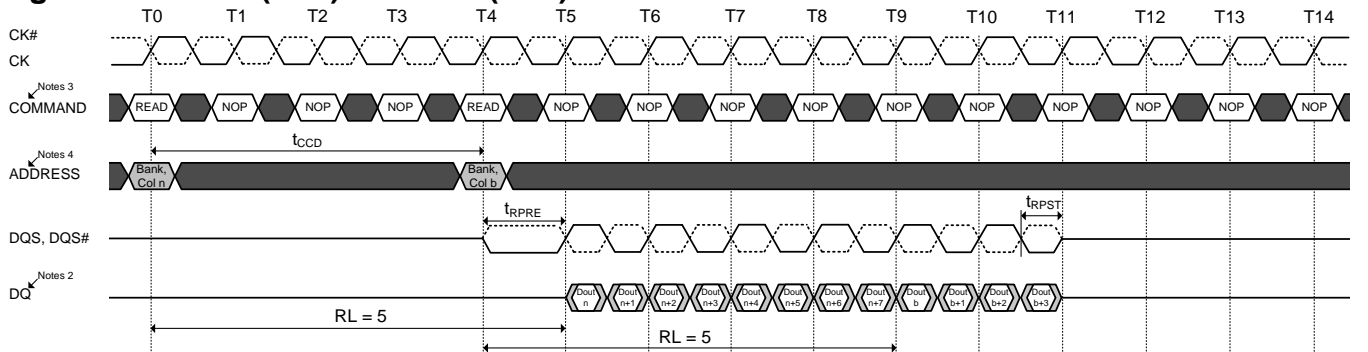 T0 T1 T2 T3 T4 T5 T6 T7 T8 T9 T10 T11 T12 T13 T14
CK#
CK
Notes 3
COMMAND READ NOP NOP NOP READ NOP NOP NOP NOP NOP NOP NOP NOP NOP NOP
tCCD
Notes 4
ADDRESS
Bank, Col n
Bank, Col b
tRPRE
tRPST
DQS, DQS#
Notes 2
DQ
Dout n
Dout n+1
Dout n+2
Dout n+3
Dout n+4
Dout n+5
Dout n+6
Dout n+7
Dout b
Dout b+1
Dout b+2
Dout b+3
RL = 5
RL = 5